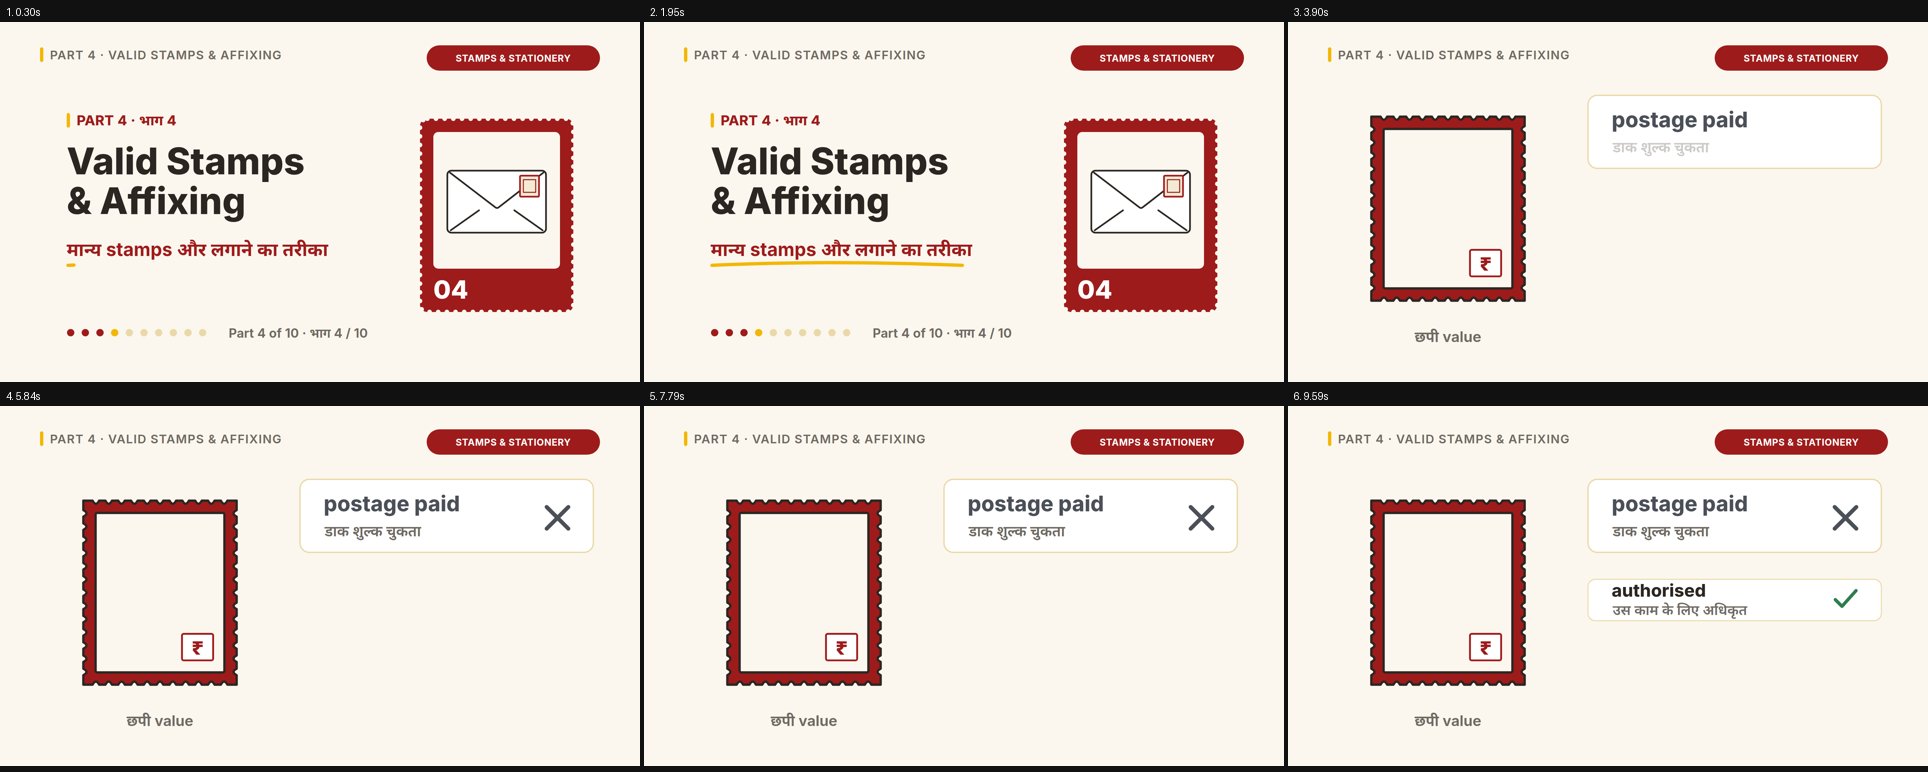 1. 0.30s
PART 4 · VALID STAMPS & AFFIXING
STAMPS & STATIONERY
PART 4 · भाग 4
Valid Stamps
& Affixing
मान्य stamps और लगाने का तरीका
04
Part 4 of 10 · भाग 4 / 10
2. 1.95s
PART 4 · VALID STAMPS & AFFIXING
STAMPS & STATIONERY
PART 4 · भाग 4
Valid Stamps
& Affixing
मान्य stamps और लगाने का तरीका
04
Part 4 of 10 · भाग 4 / 10
3. 3.90s
PART 4 · VALID STAMPS & AFFIXING
STAMPS & STATIONERY
postage paid
डाक शुल्क चुकता
₹
छपी value
4. 5.84s
PART 4 · VALID STAMPS & AFFIXING
STAMPS & STATIONERY
postage paid
डाक शुल्क चुकता
₹
छपी value
5. 7.79s
PART 4 · VALID STAMPS & AFFIXING
STAMPS & STATIONERY
postage paid
डाक शुल्क चुकता
₹
छपी value
6. 9.59s
PART 4 · VALID STAMPS & AFFIXING
STAMPS & STATIONERY
postage paid
डाक शुल्क चुकता
authorised
उस काम के लिए अधिकृत
₹
छपी value